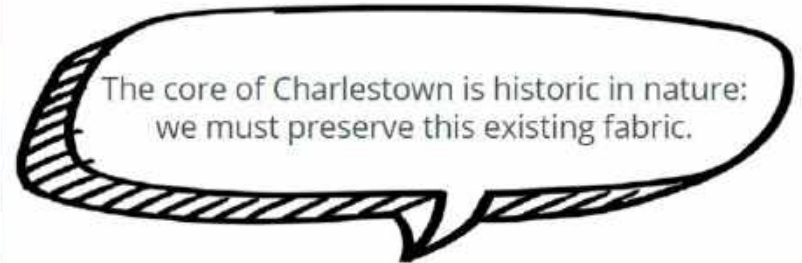 The core of Charlestown is historic in nature:
we must preserve this existing fabric.